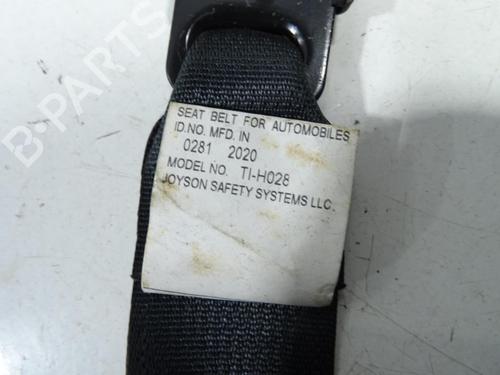 SEAT BELT FOR AUTOMOBILES
ID.NO. MFD. IN
0281 2020
MODEL NO. TI-H028
JOYSON SAFETY SYSTEMS LLC.
B-PARTS